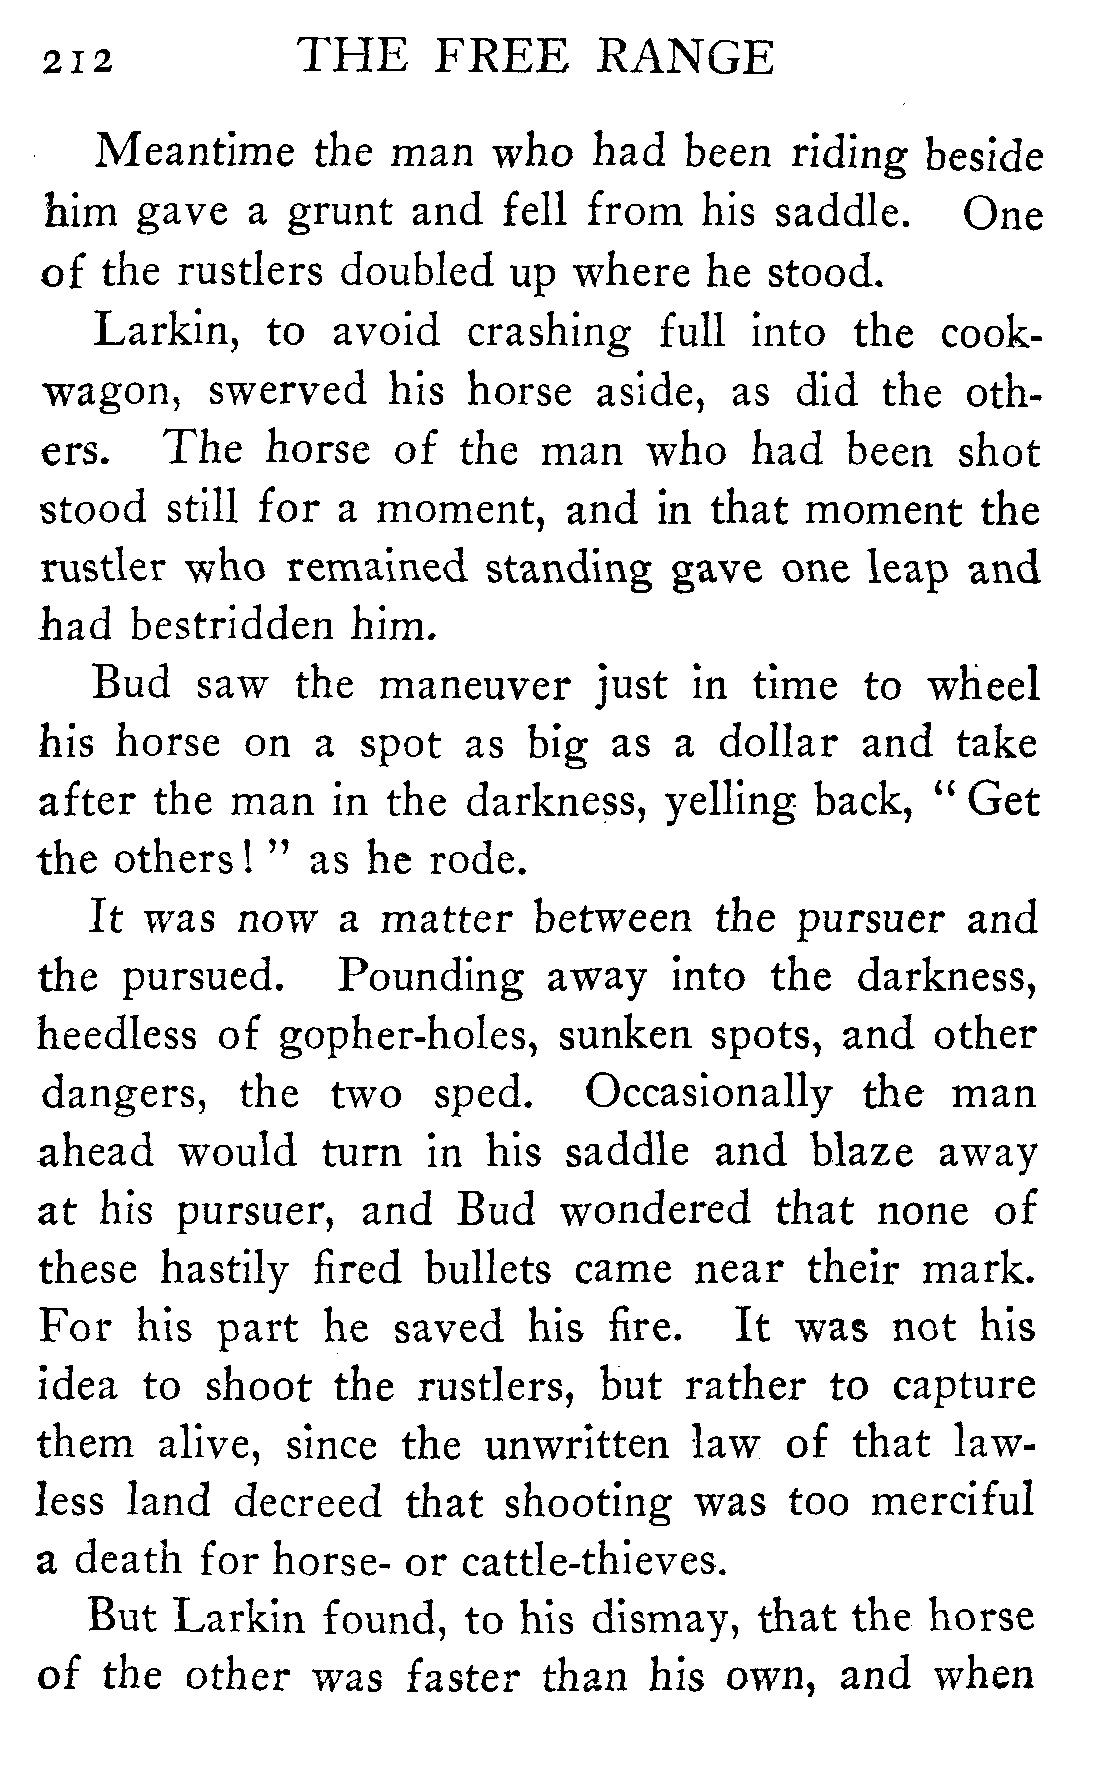 212 THE FREE RANGE
Meantime the man who had been riding beside
him gave a grunt and fell from his saddle. One
of the rustlers doubled up where he stood.
Larkin, to avoid crashing full into the cook-
wagon, swerved his horse aside, as did the oth-
ers. The horse of the man who had been shot
stood still for a moment, and in that moment the
rustler who remained standing gave one leap and
had bestridden him.
Bud saw the maneuver just in time to wheel
his horse on a spot as big as a dollar and take
after the man in the darkness, yelling back, “ Get
the others! ” as he rode.
It was now a matter between the pursuer and
the pursued. Pounding away into the darkness,
heedless of gopher-holes, sunken spots, and other
dangers, the two sped. Occasionally the man
ahead would turn in his saddle and blaze away
at his pursuer, and Bud wondered that none of
these hastily fired bullets came near their mark.
For his part he saved his fire. It was not his
idea to shoot the rustlers, but rather to capture
them alive, since the unwritten law of that law-
less land decreed that shooting was too merciful
a death for horse- or cattle-thieves.
But Larkin found, to his dismay, that the horse
of the other was faster than his own, and when